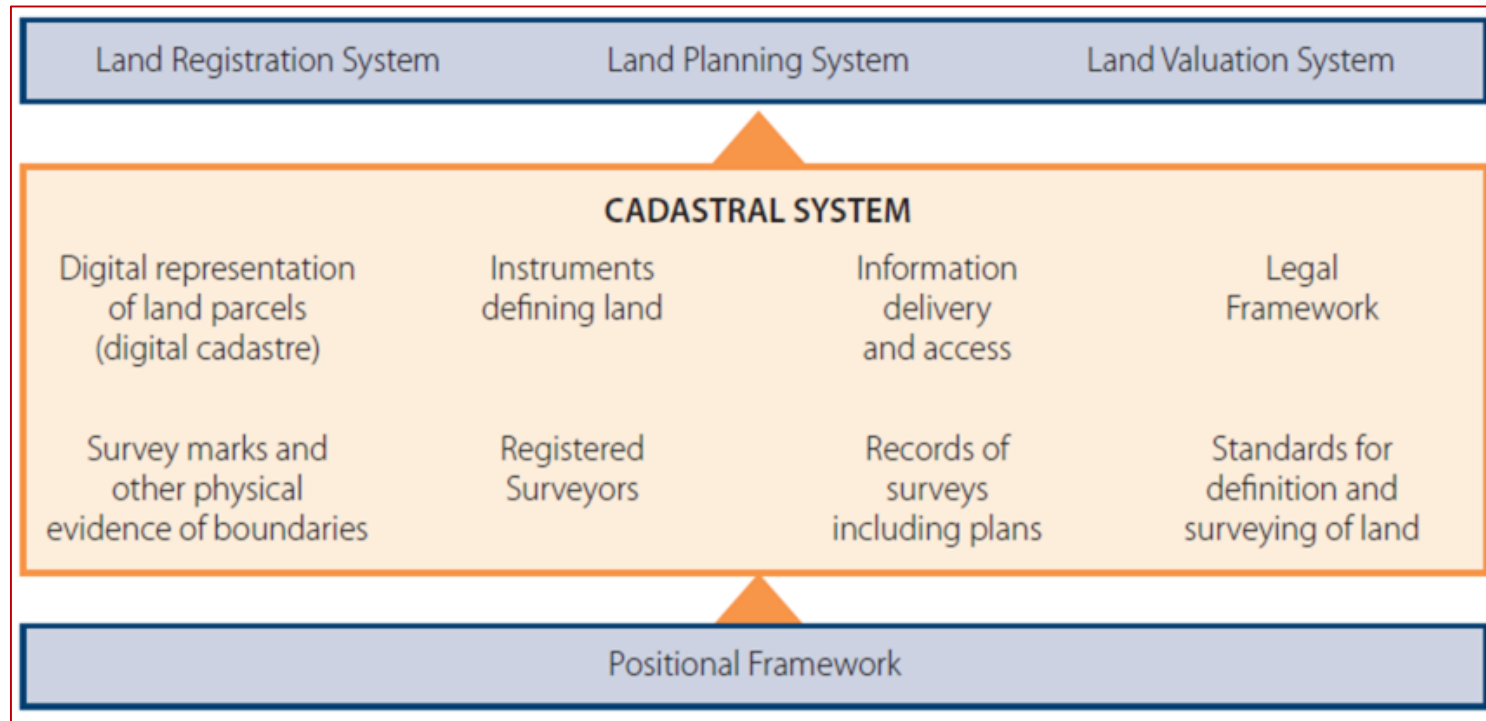 Land Registration System Land Planning System Land Valuation System
CADASTRAL SYSTEM
Digital representation
of land parcels
(digital cadastre)
Instruments
defining land
Information
delivery
and access
Legal
Framework
Survey marks and
other physical
evidence of boundaries
Registered
Surveyors
Records of
surveys
including plans
Standards for
definition and
surveying of land
Positional Framework